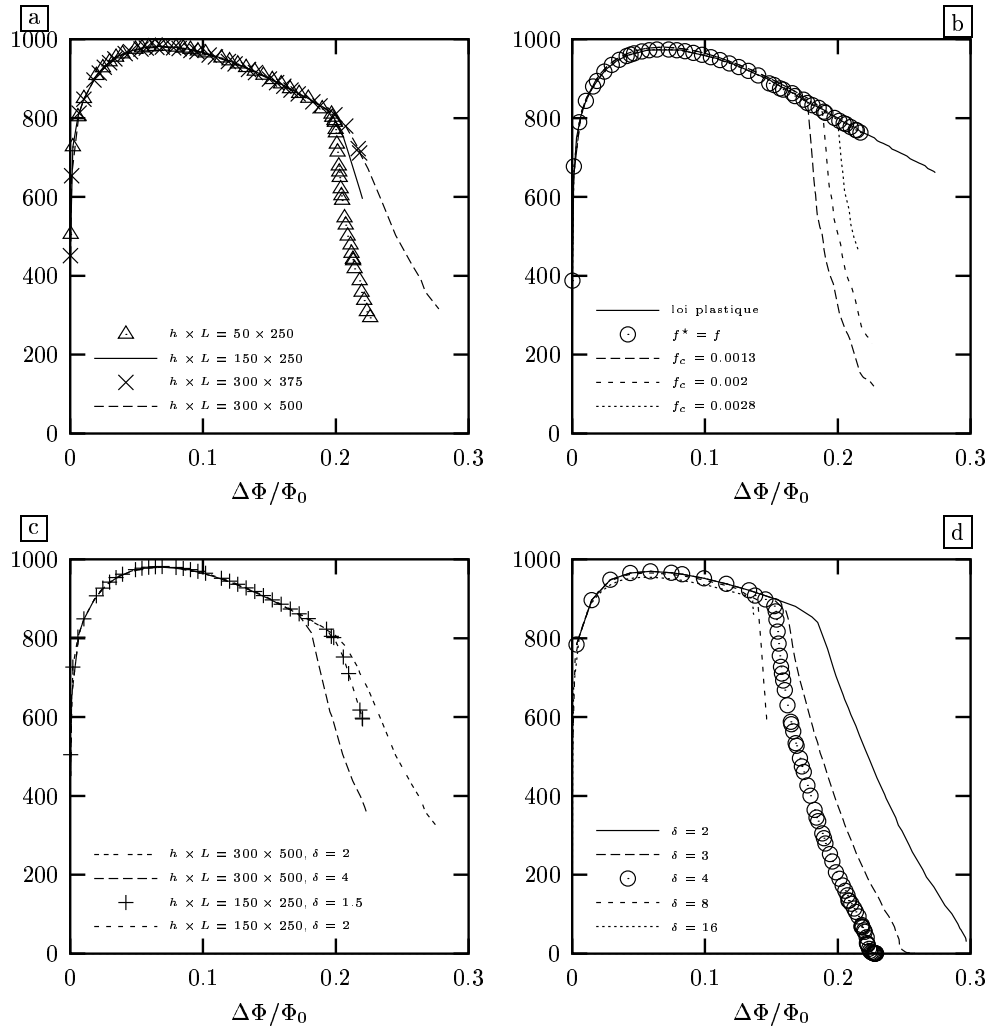 a
1000
800
600
400
200
0
0 0.1 0.2 0.3
ΔΦ/Φ₀
h × L = 50 × 250
h × L = 150 × 250
h × L = 300 × 375
h × L = 300 × 500
b
1000
800
600
400
200
0
0 0.1 0.2 0.3
ΔΦ/Φ₀
loi plastique
f⋆ = f
f_c = 0.0013
f_c = 0.002
f_c = 0.0028
c
1000
800
600
400
200
0
0 0.1 0.2 0.3
ΔΦ/Φ₀
h × L = 300 × 500, δ = 2
h × L = 300 × 500, δ = 4
h × L = 150 × 250, δ = 1.5
h × L = 150 × 250, δ = 2
d
1000
800
600
400
200
0
0 0.1 0.2 0.3
ΔΦ/Φ₀
δ = 2
δ = 3
δ = 4
δ = 8
δ = 16